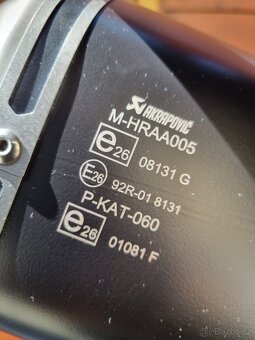 AKRAPOVIČ
M-HRAA005
e26 08131 G
E26 92R-01 8131
P-KAT-060
e26 01081 F